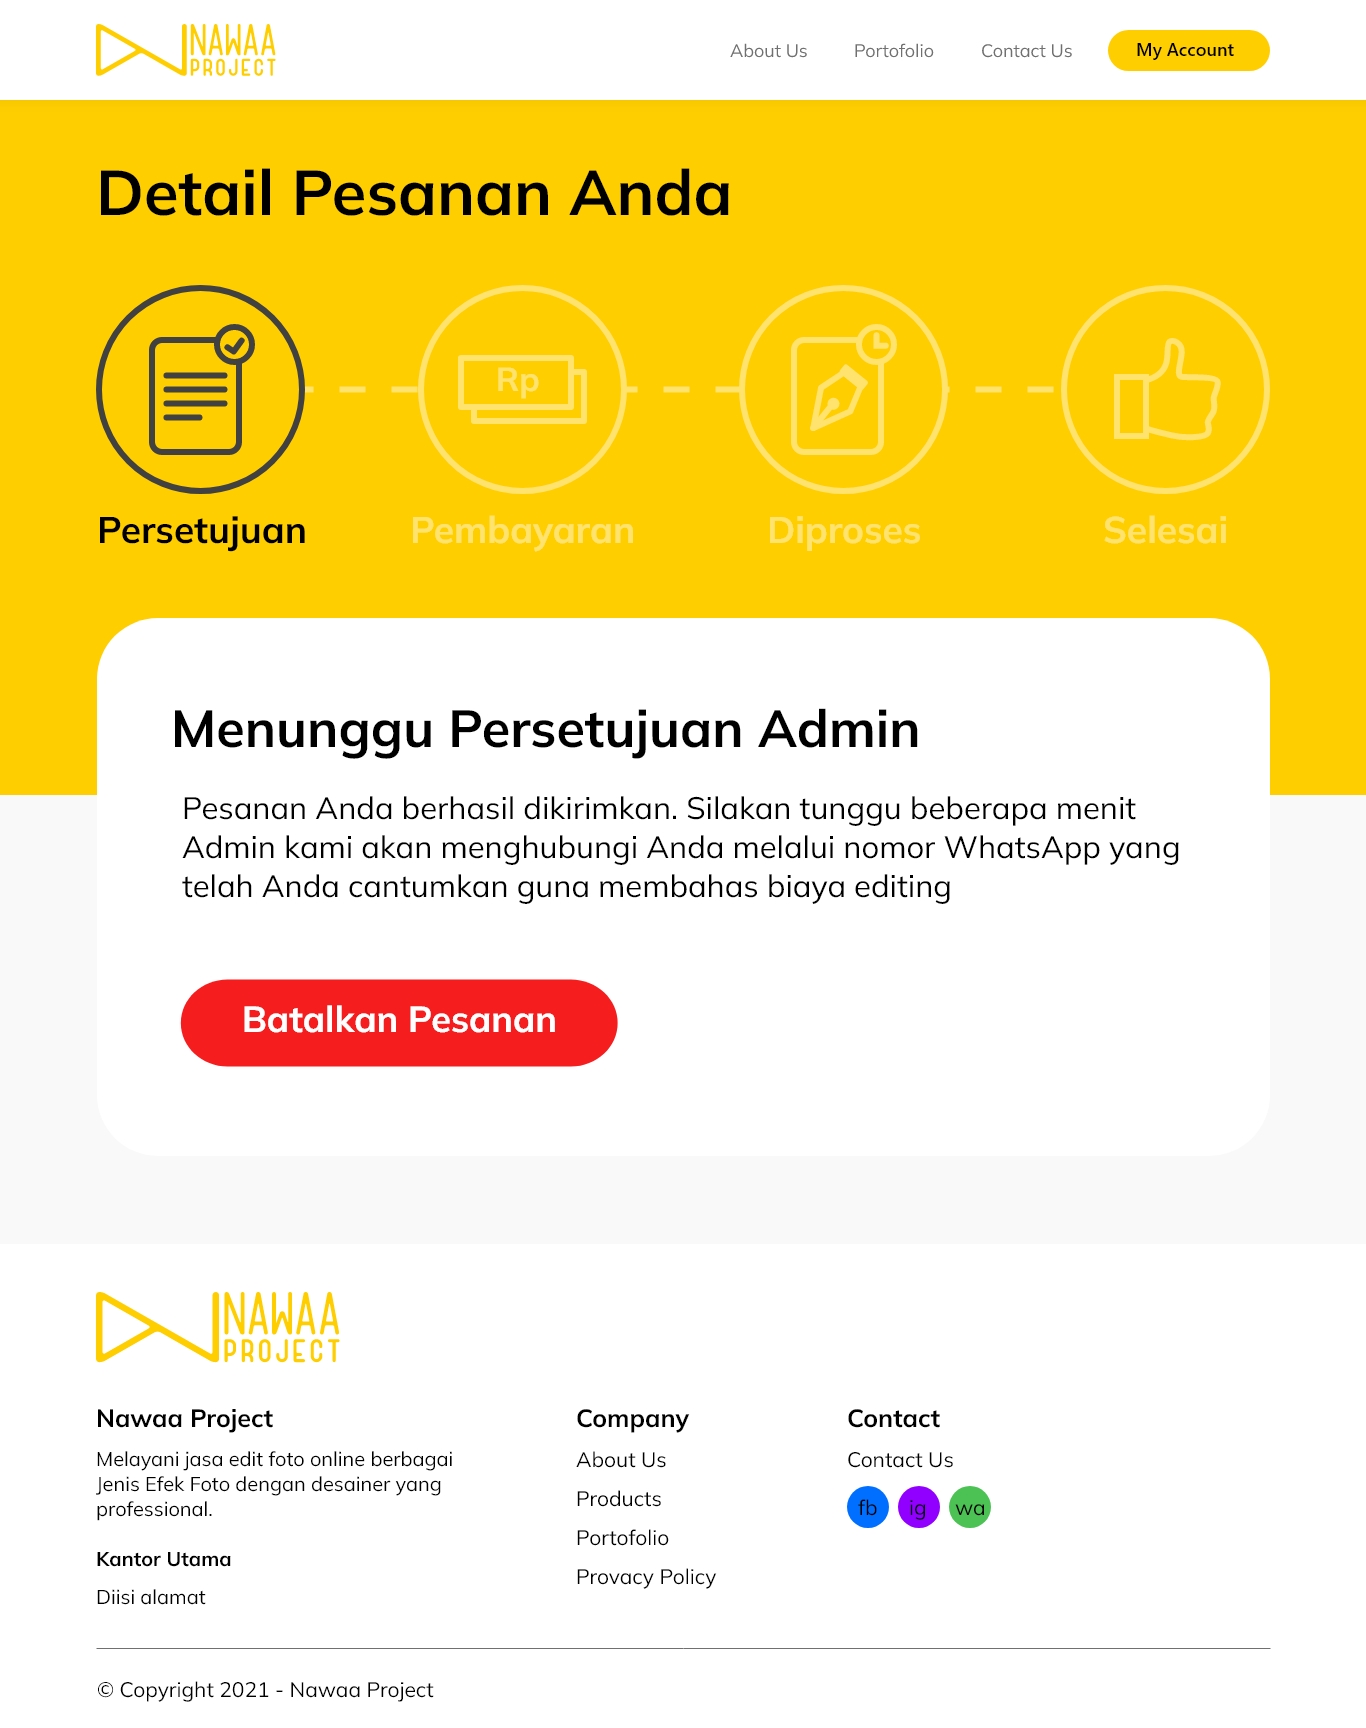 NAWAA
PROJECT
About Us
Portofolio
Contact Us
My Account
Detail Pesanan Anda
Rp
Persetujuan
Pembayaran
Diproses
Selesai
Menunggu Persetujuan Admin
Pesanan Anda berhasil dikirimkan. Silakan tunggu beberapa menit
Admin kami akan menghubungi Anda melalui nomor WhatsApp yang
telah Anda cantumkan guna membahas biaya editing
Batalkan Pesanan
NAWAA
PROJECT
Nawaa Project
Melayani jasa edit foto online berbagai
Jenis Efek Foto dengan desainer yang
professional.
Kantor Utama
Diisi alamat
Company
About Us
Products
Portofolio
Provacy Policy
Contact
Contact Us
fb
ig
wa
© Copyright 2021 - Nawaa Project